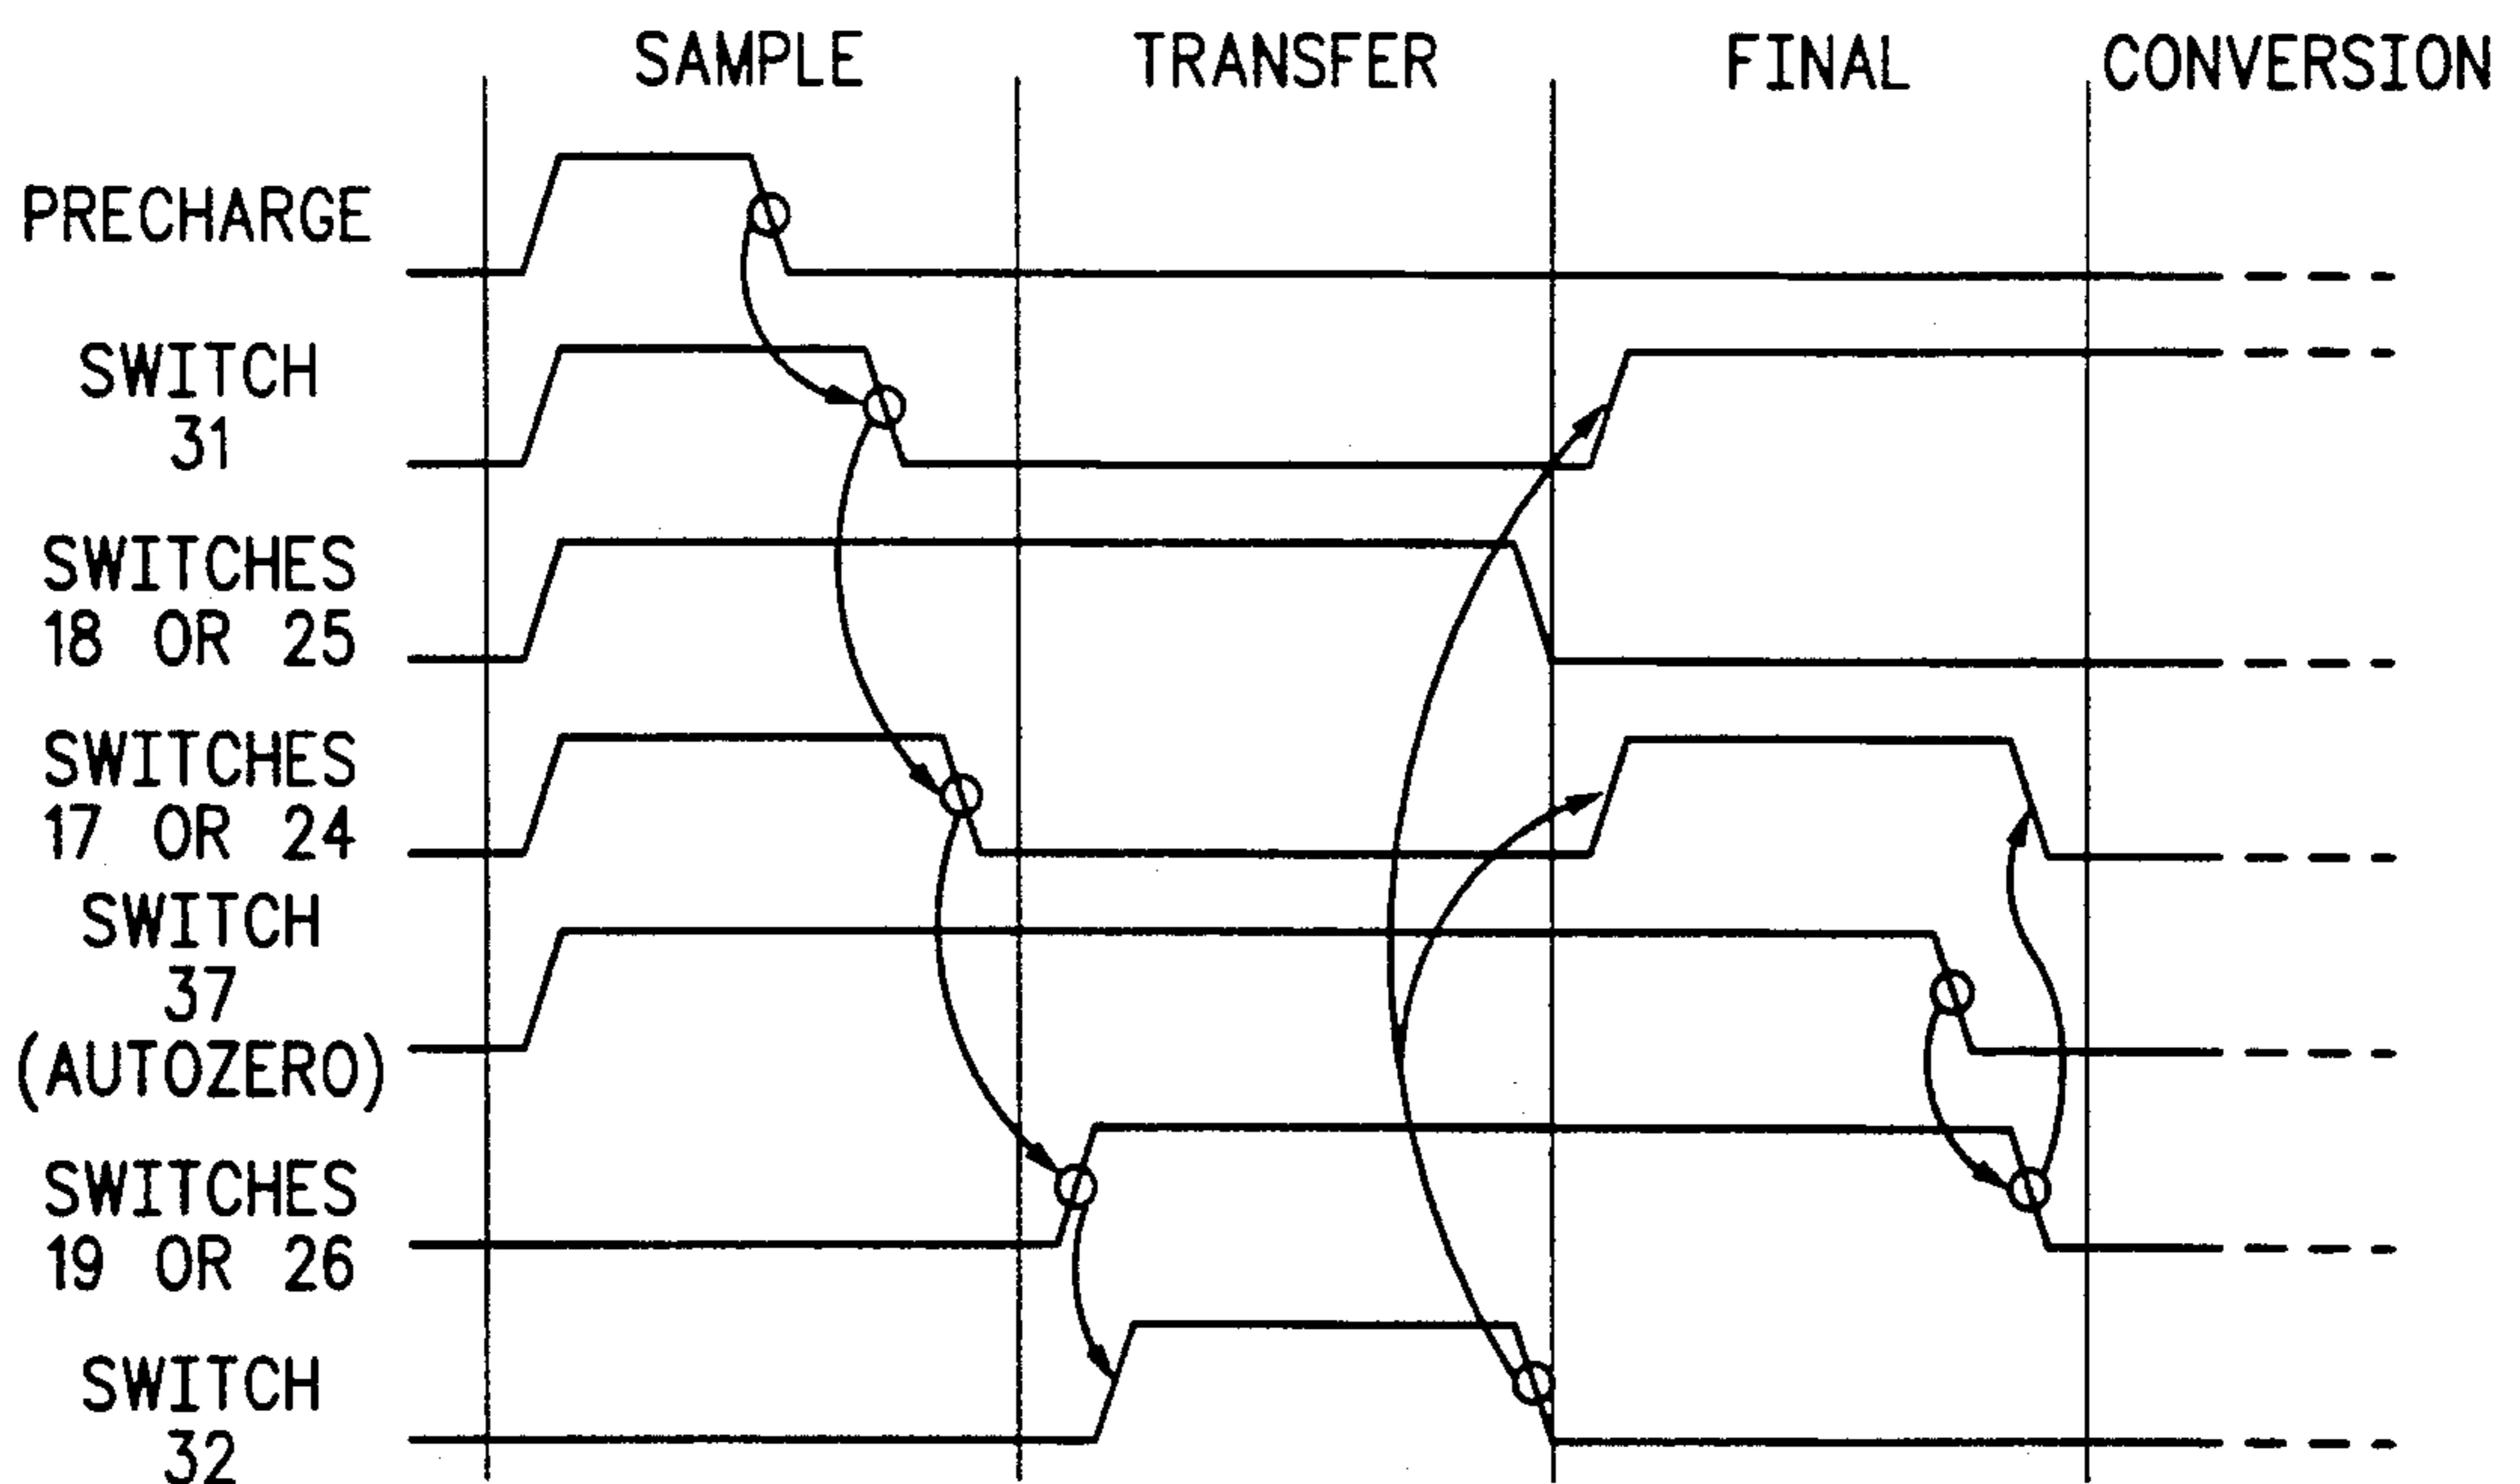 SAMPLE TRANSFER FINAL CONVERSION
PRECHARGE
SWITCH
31
SWITCHES
18 OR 25
SWITCHES
17 OR 24
SWITCH
37
(AUTOZERO)
SWITCHES
19 OR 26
SWITCH
32